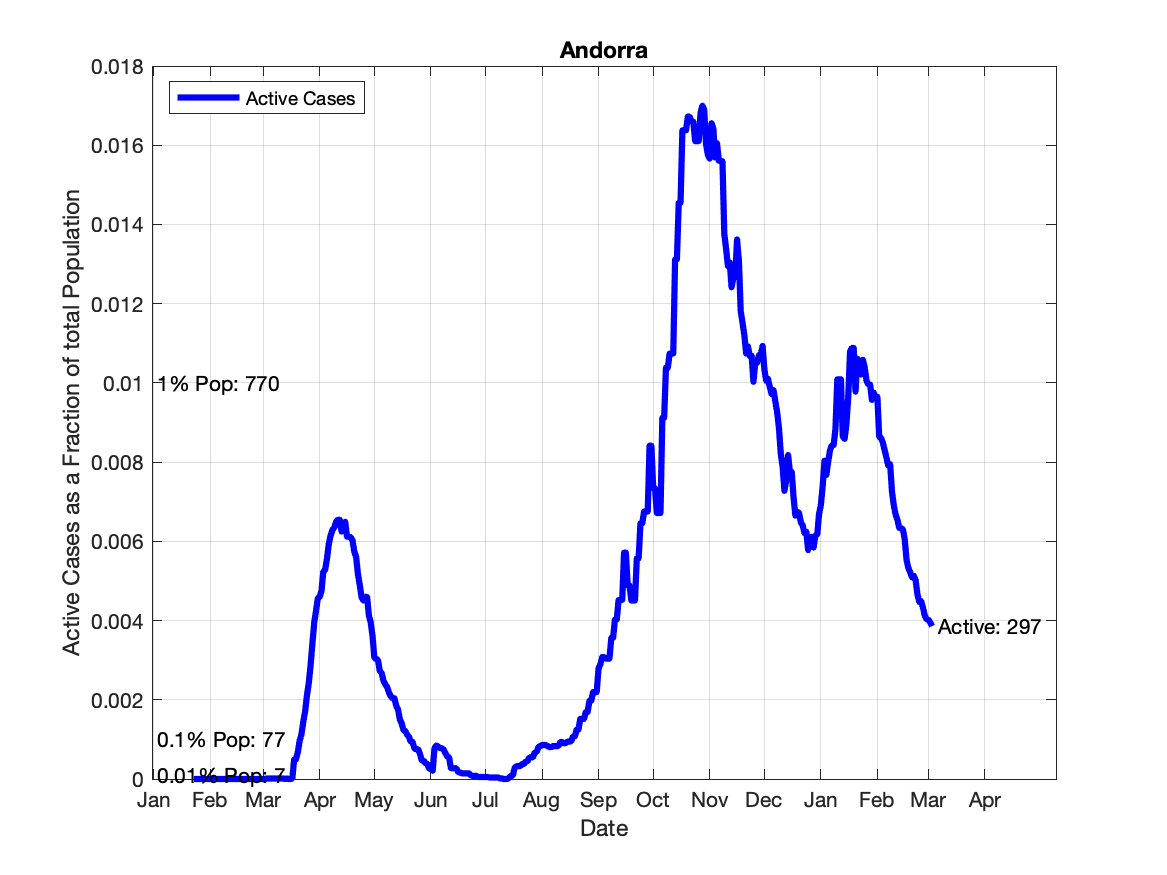 Andorra
Active Cases
0.018
0.016
0.014
0.012
0.01
0.008
0.006
0.004
0.002
0
Active Cases as a Fraction of total Population
1% Pop: 770
0.1% Pop: 77
0.01% Pop: 7
Active: 297
Jan Feb Mar Apr May Jun Jul Aug Sep Oct Nov Dec Jan Feb Mar Apr
Date